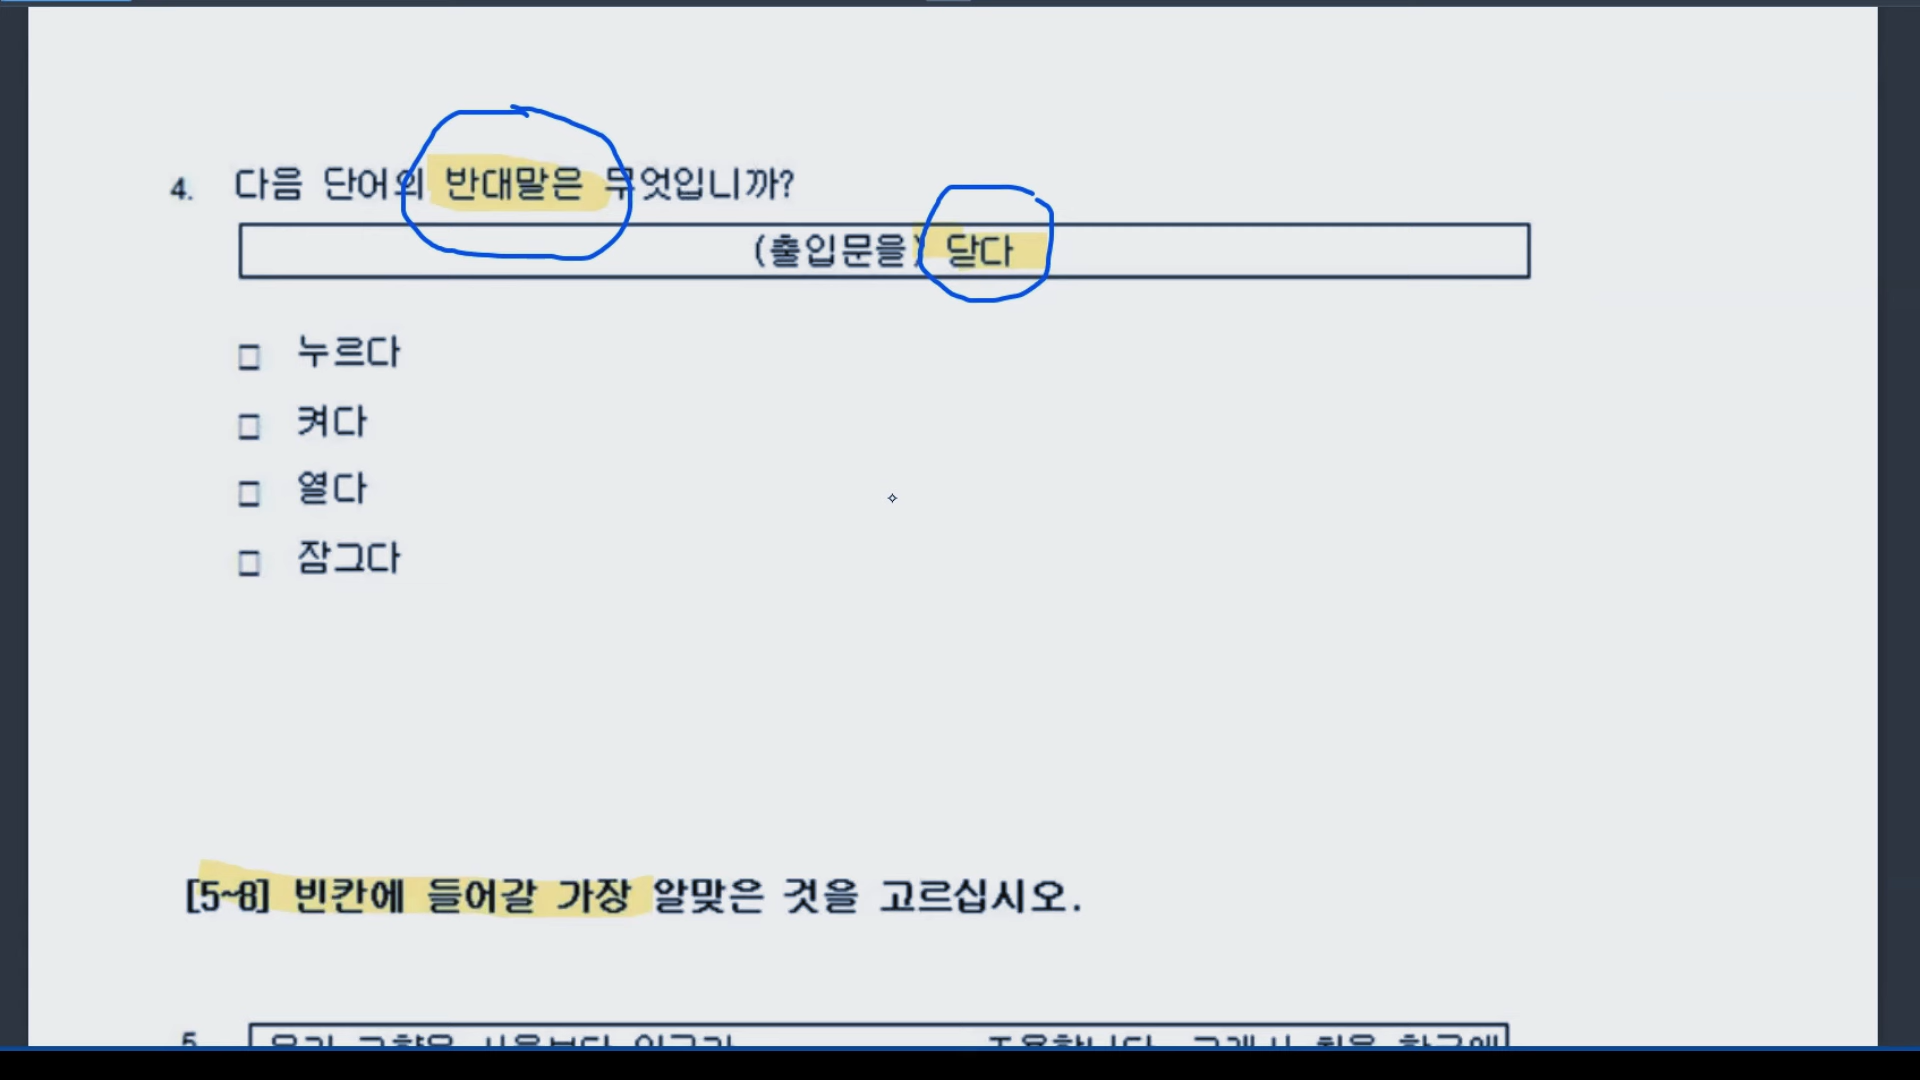 4. 다음 단어의 반대말은 무엇입니까?
(출입문을) 닫다
□ 누르다
□ 켜다
□ 열다
□ 잠그다
[5~8] 빈칸에 들어갈 가장 알맞은 것을 고르십시오.
5.